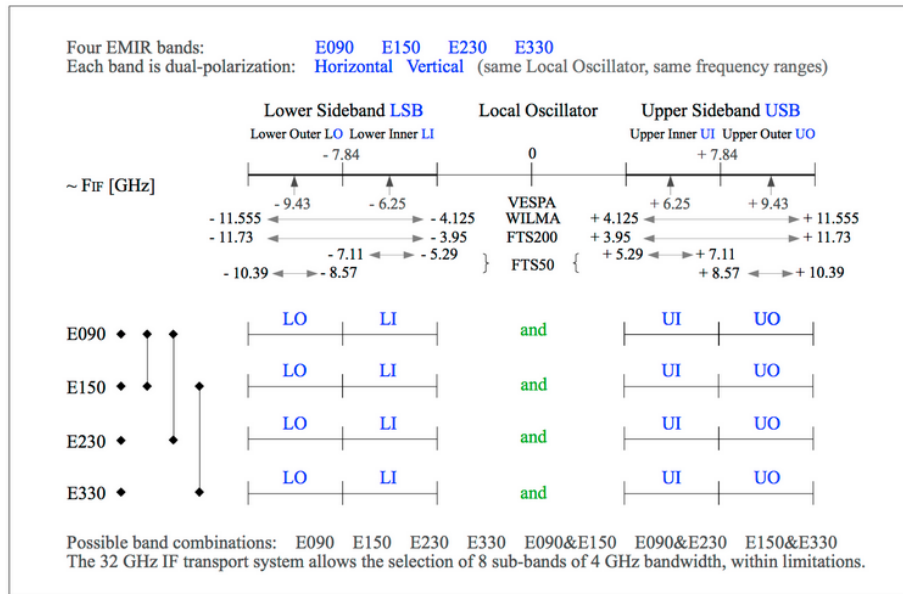 Four EMIR bands: E090 E150 E230 E330
Each band is dual-polarization: Horizontal Vertical (same Local Oscillator, same frequency ranges)
Lower Sideband LSB Local Oscillator Upper Sideband USB
Lower Outer LO Lower Inner LI Upper Inner UI Upper Outer UO
- 7.84 0 + 7.84
~ FIF [GHz]
- 9.43 - 6.25 VESPA + 6.25 + 9.43
- 11.555 - 4.125 WILMA + 4.125 + 11.555
- 11.73 - 3.95 FTS200 + 3.95 + 11.73
- 7.11 - 5.29 + 5.29 + 7.11
} FTS50 {
- 10.39 - 8.57 + 8.57 + 10.39
LO LI UI UO
E090 and
LO LI UI UO
E150 and
LO LI UI UO
E230 and
LO LI UI UO
E330 and
Possible band combinations: E090 E150 E230 E330 E090&E150 E090&E230 E150&E330
The 32 GHz IF transport system allows the selection of 8 sub-bands of 4 GHz bandwidth, within limitations.